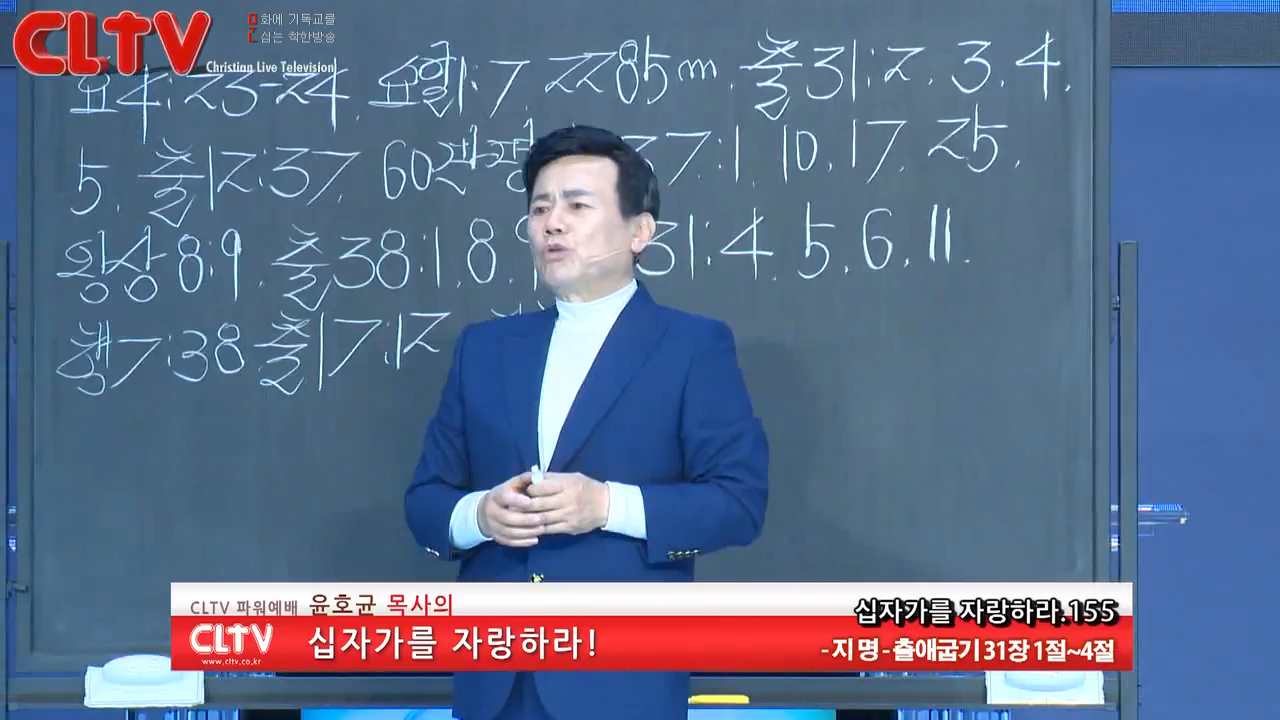 CLTV
문화에 기독교를
심는 착한방송
Christian Live Television
요4:23-24. 요일1:7. 2285m. 출31:2. 3. 4.
5. 출12:37. 60만 37:1. 10. 17. 25.
왕상8:9. 출38:1. 8. 31:4. 5. 6. 11.
행7:38 출17:12
CLTV 파워예배 윤호균 목사의
십자가를 자랑하라.155
CLTV
www.cltv.co.kr
십자가를 자랑하라!
- 지명 - 출애굽기 31장 1절~4절